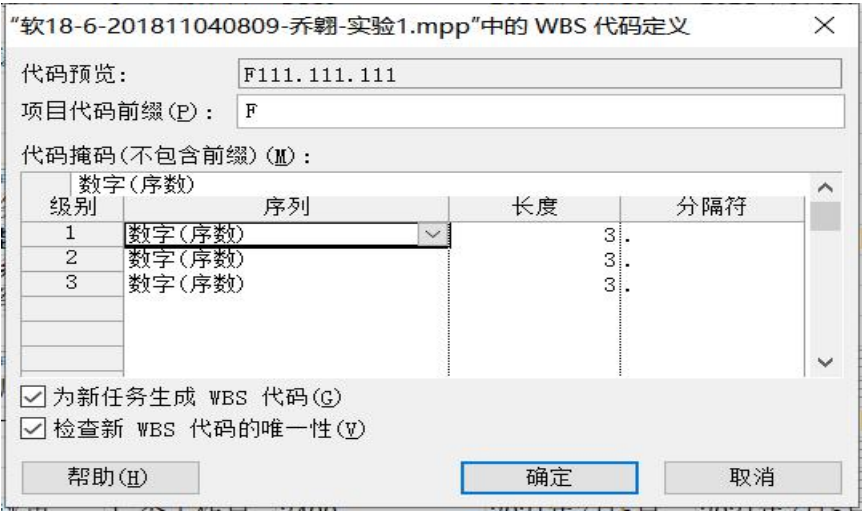 “软18-6-201811040809-乔翱-实验1.mpp”中的 WBS 代码定义
代码预览: F111.111.111
项目代码前缀(P): F
代码掩码(不包含前缀)(M):
数字(序数)
级别 序列 长度 分隔符
1 数字(序数) 3 .
2 数字(序数) 3 .
3 数字(序数) 3 .
为新任务生成 WBS 代码(G)
检查新 WBS 代码的唯一性(V)
帮助(H) 确定 取消